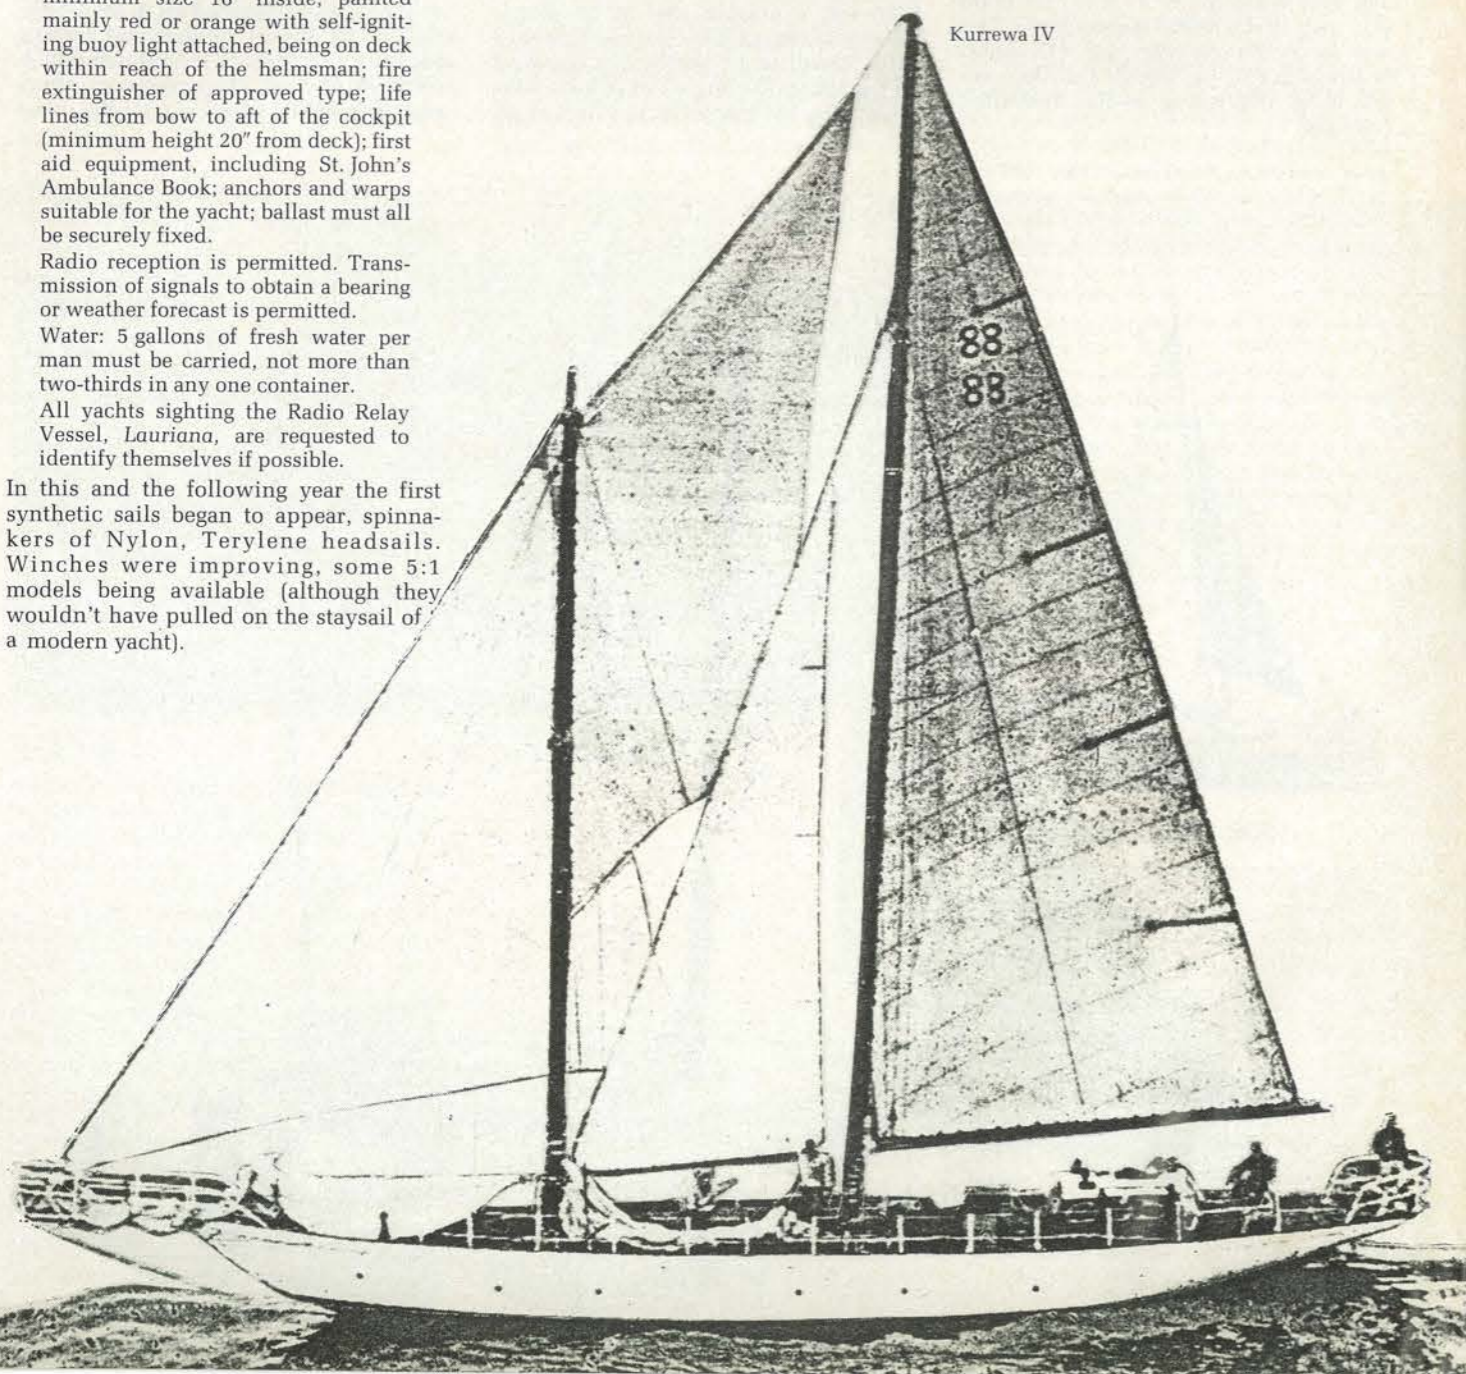 mainly red or orange with self-ignit-
ing buoy light attached, being on deck
within reach of the helmsman; fire
extinguisher of approved type; life
lines from bow to aft of the cockpit
(minimum height 20″ from deck); first
aid equipment, including St. John's
Ambulance Book; anchors and warps
suitable for the yacht; ballast must all
be securely fixed.
Radio reception is permitted. Trans-
mission of signals to obtain a bearing
or weather forecast is permitted.
Water: 5 gallons of fresh water per
man must be carried, not more than
two-thirds in any one container.
All yachts sighting the Radio Relay
Vessel, Lauriana, are requested to
identify themselves if possible.
In this and the following year the first
synthetic sails began to appear, spinna-
kers of Nylon, Terylene headsails.
Winches were improving, some 5:1
models being available (although they
wouldn't have pulled on the staysail of
a modern yacht).
Kurrewa IV
88
88